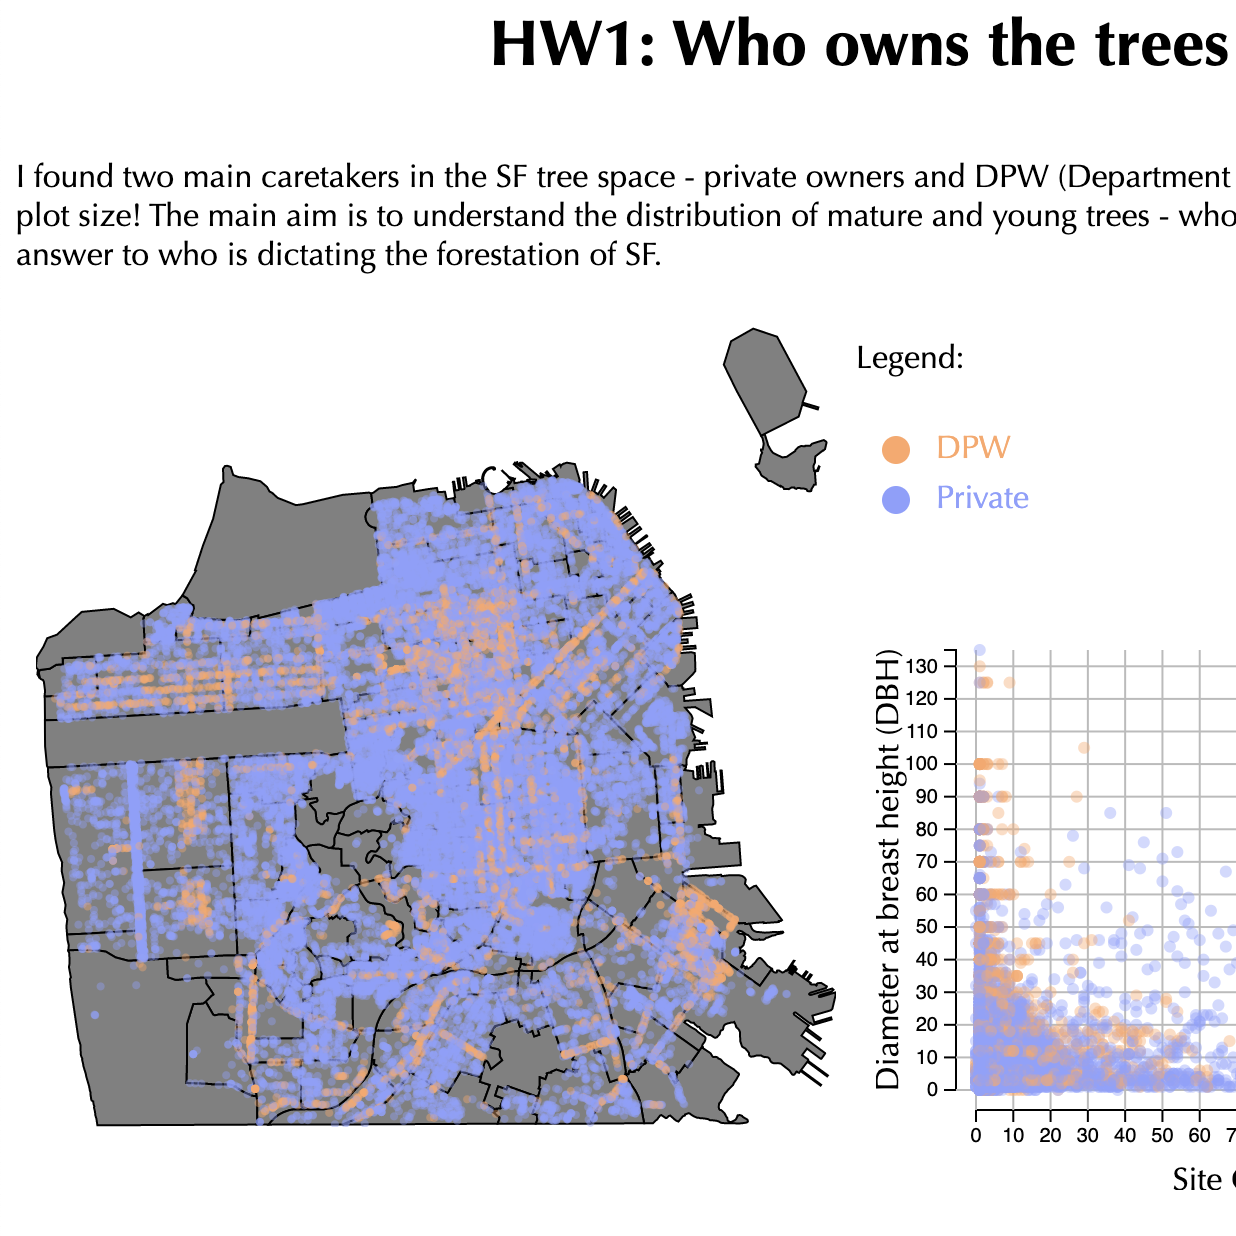 HW1: Who owns the trees
I found two main caretakers in the SF tree space - private owners and DPW (Department
plot size! The main aim is to understand the distribution of mature and young trees - who
answer to who is dictating the forestation of SF.
Legend:
DPW
Private
Diameter at breast height (DBH)
130
120
110
100
90
80
70
60
50
40
30
20
10
0
0 10 20 30 40 50 60 7
Site